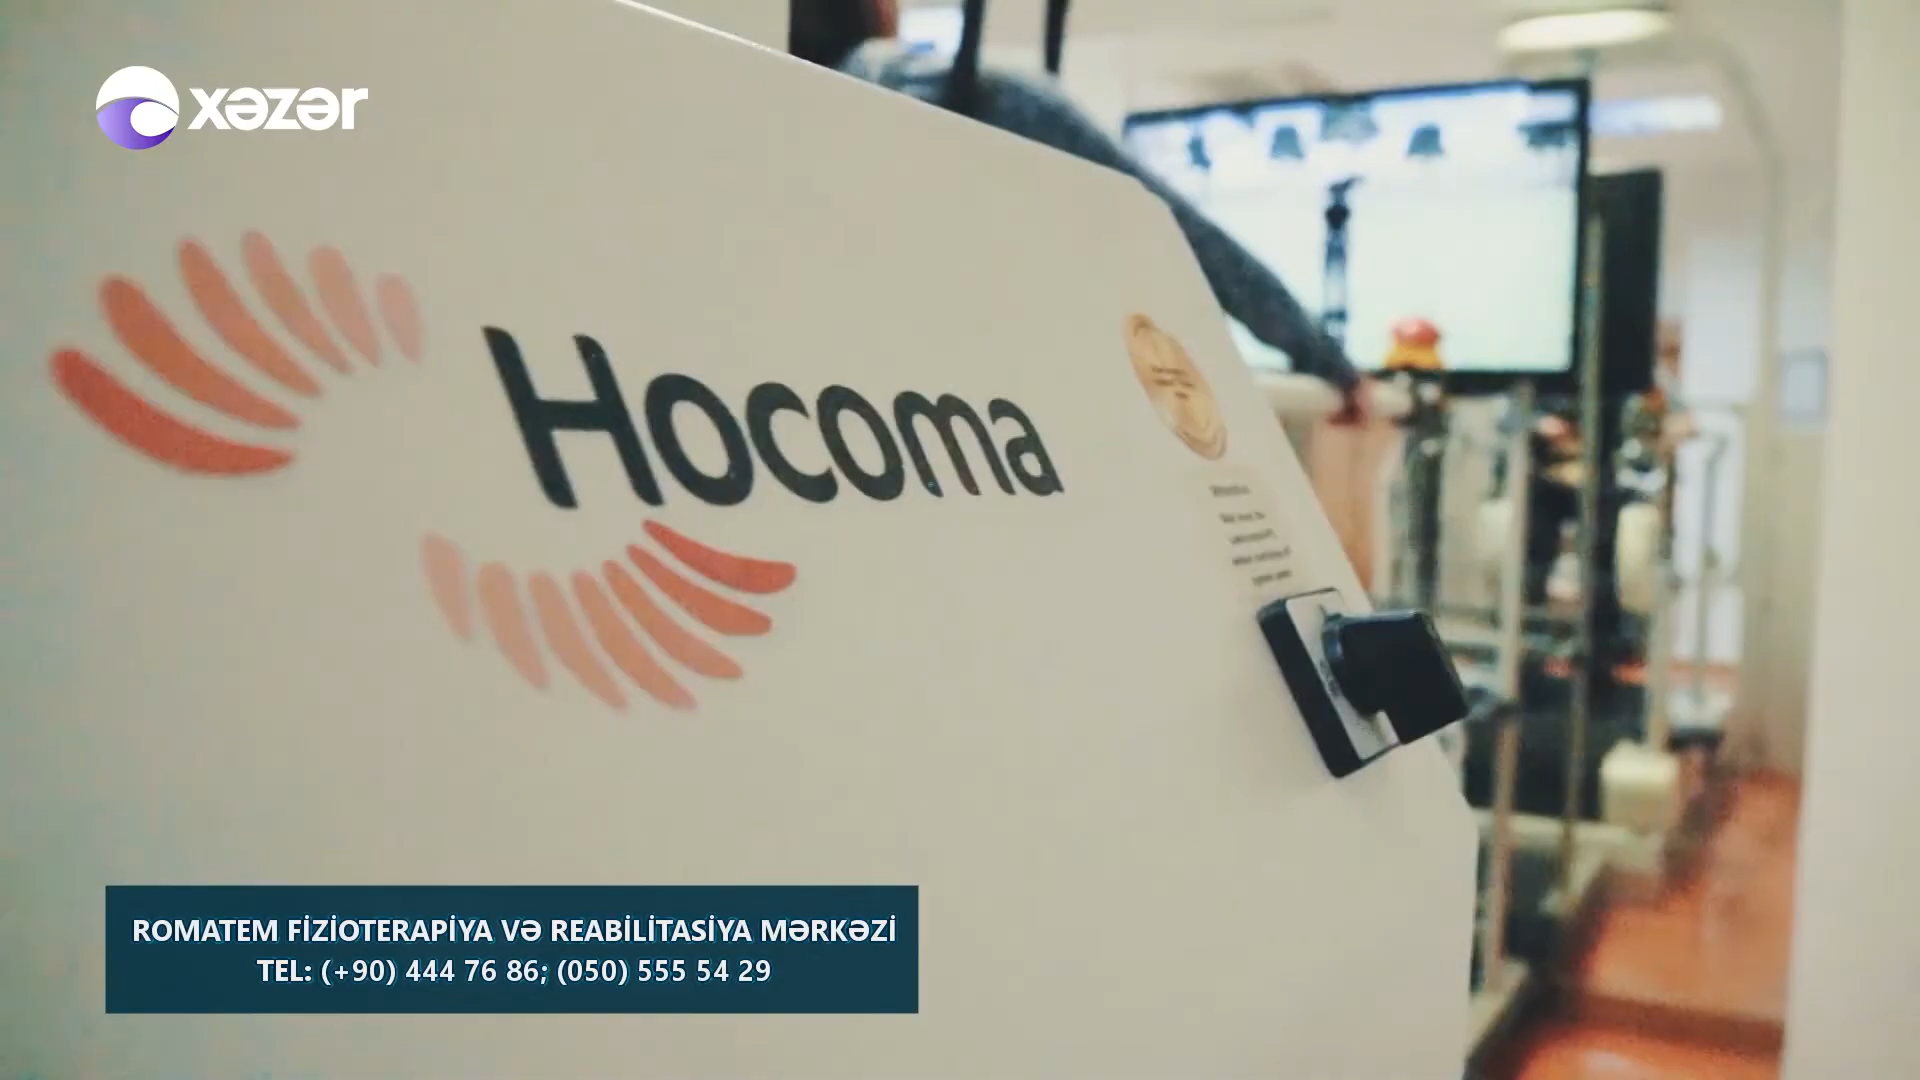 xəzər
Hocoma
ROMATEM FİZİOTERAPİYA VƏ REABİLİTASİYA MƏRKƏZİ
TEL: (+90) 444 76 86; (050) 555 54 29